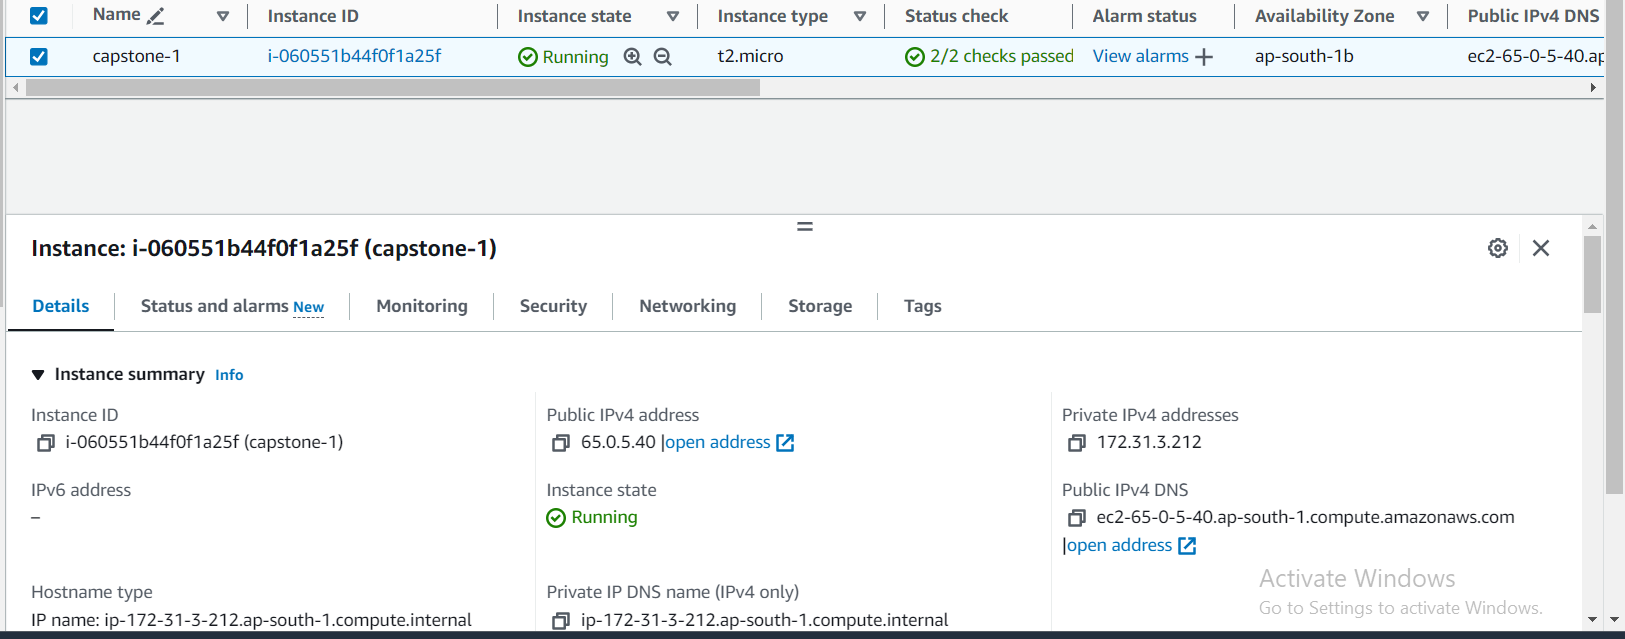 Name Instance ID Instance state Instance type Status check Alarm status Availability Zone Public IPv4 DNS
capstone-1 i-060551b44f0f1a25f Running t2.micro 2/2 checks passed View alarms ap-south-1b ec2-65-0-5-40.ap
Instance: i-060551b44f0f1a25f (capstone-1)
Details Status and alarms New Monitoring Security Networking Storage Tags
Instance summary Info
Instance ID Public IPv4 address Private IPv4 addresses
i-060551b44f0f1a25f (capstone-1) 65.0.5.40 |open address 172.31.3.212
IPv6 address Instance state Public IPv4 DNS
– Running ec2-65-0-5-40.ap-south-1.compute.amazonaws.com
|open address
Activate Windows
Hostname type Private IP DNS name (IPv4 only)
Go to Settings to activate Windows.
IP name: ip-172-31-3-212.ap-south-1.compute.internal ip-172-31-3-212.ap-south-1.compute.internal